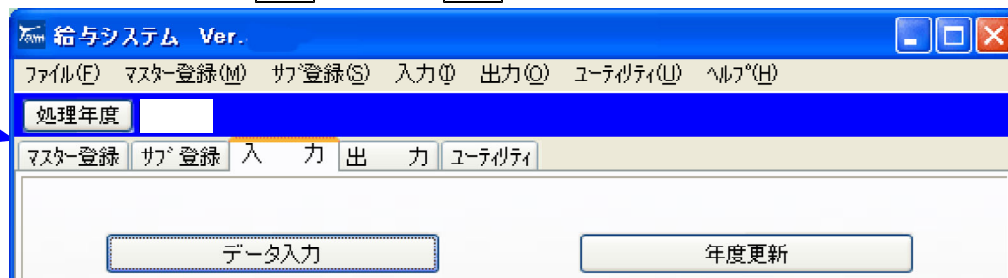 給与システム Ver.
ファイル(F) マスター登録(M) サブ登録(S) 入力(I) 出力(O) ユーティリティ(U) ヘルプ(H)
処理年度
マスター登録 サブ登録 入 力 出 力 ユーティリティ
データ入力 年度更新